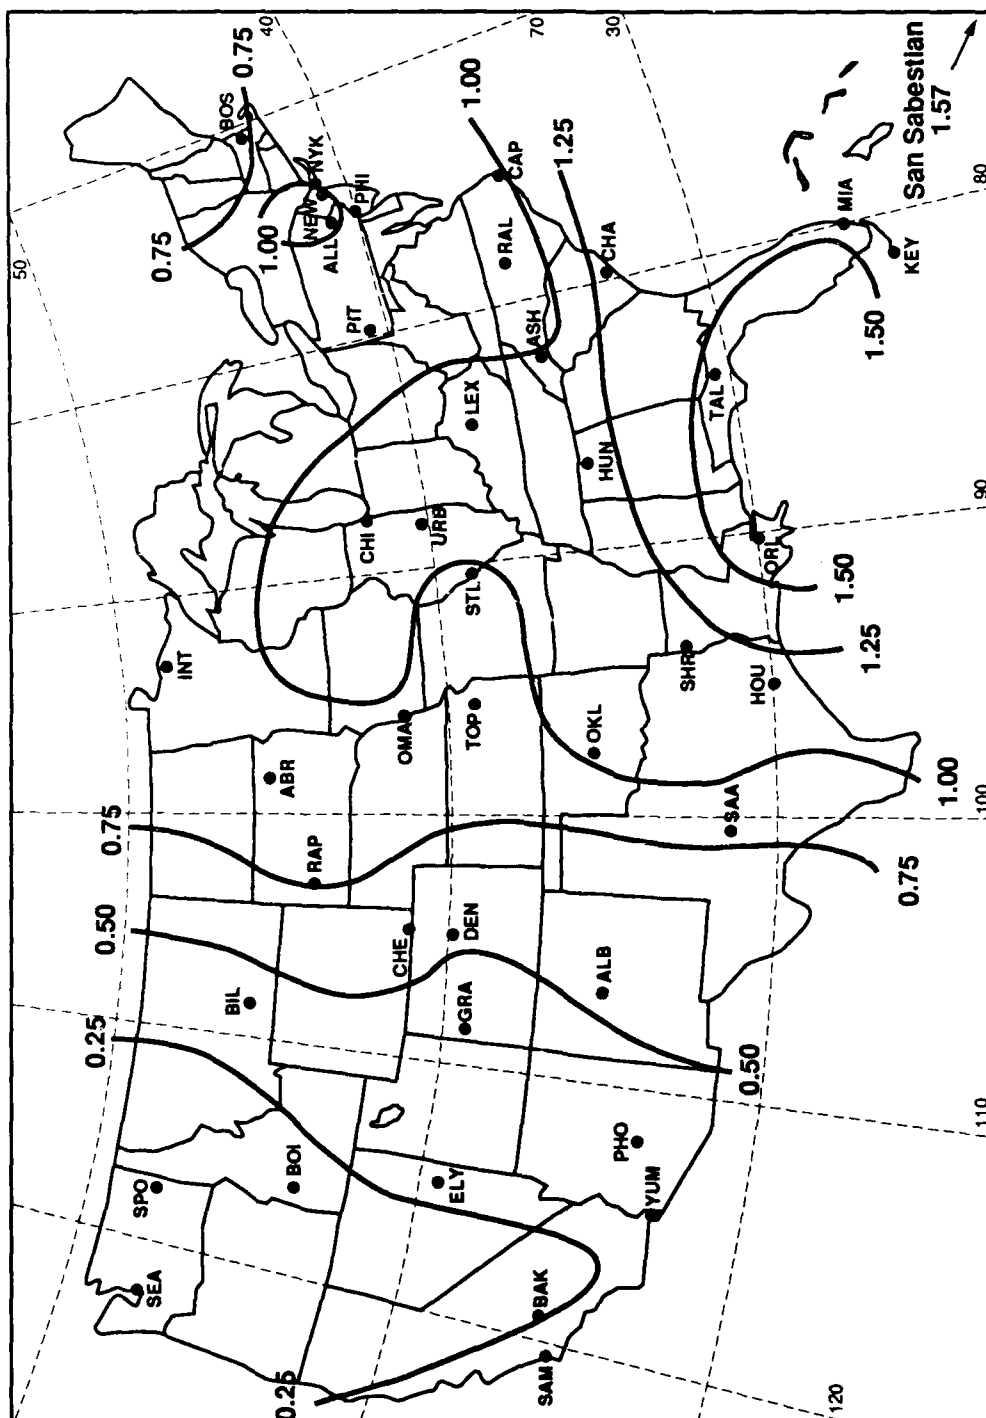 0.25
0.25
0.50
0.75
0.75
0.75
50
40
SEA
SPO
BOI
BIL
ABR
RAP
INT
BOS
NYK
NEW
ALL
PHI
PIT
1.00
CHI
URB
CHE
OMA
DEN
GRA
ELY
TOP
STL
LEX
70
1.00
CAP
RAL
ASH
CHA
1.25
SAM
BAK
PHO
YUM
ALB
OKL
HUN
30
SHR
SAA
HOU
ORL
TAL
MIA
KEY
0.50
0.75
1.00
1.25
1.50
1.50
San Sabestian
1.57
120
110
100
90
80